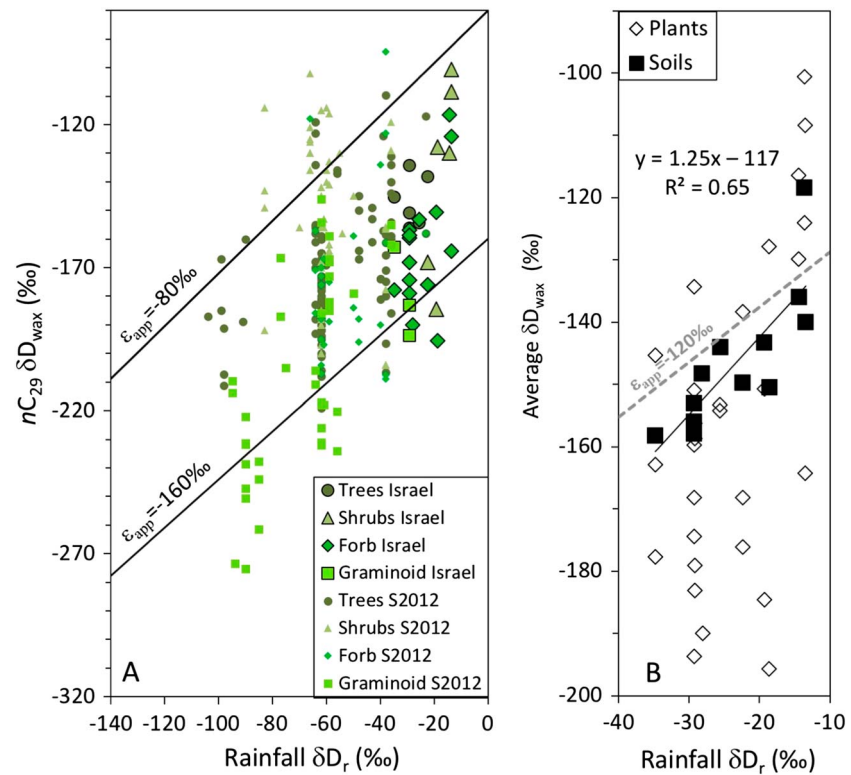 nC29 δDwax (‰)
-120
-170
-220
-270
-320
εapp=-80‰
εapp=-160‰
Trees Israel
Shrubs Israel
Forb Israel
Graminoid Israel
Trees S2012
Shrubs S2012
Forb S2012
Graminoid S2012
A
-140 -120 -100 -80 -60 -40 -20 0
Rainfall δDr (‰)
Average δDwax (‰)
Plants
Soils
-100
-120
-140
-160
-180
-200
y = 1.25x – 117
R² = 0.65
εapp=-120‰
B
-40 -30 -20 -10
Rainfall δDr (‰)